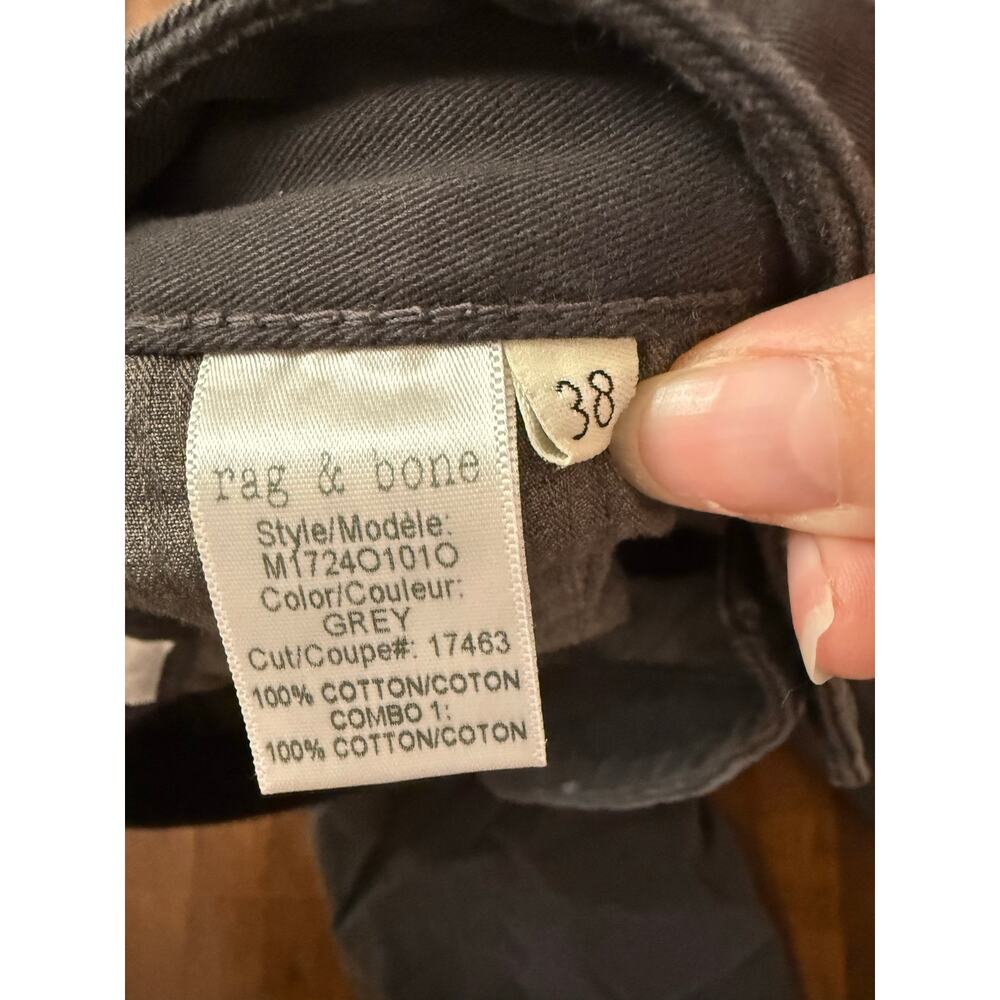 38
rag & bone
Style/Modèle:
M1724O101O
Color/Couleur:
GREY
Cut/Coupe#: 17463
100% COTTON/COTON
COMBO 1:
100% COTTON/COTON